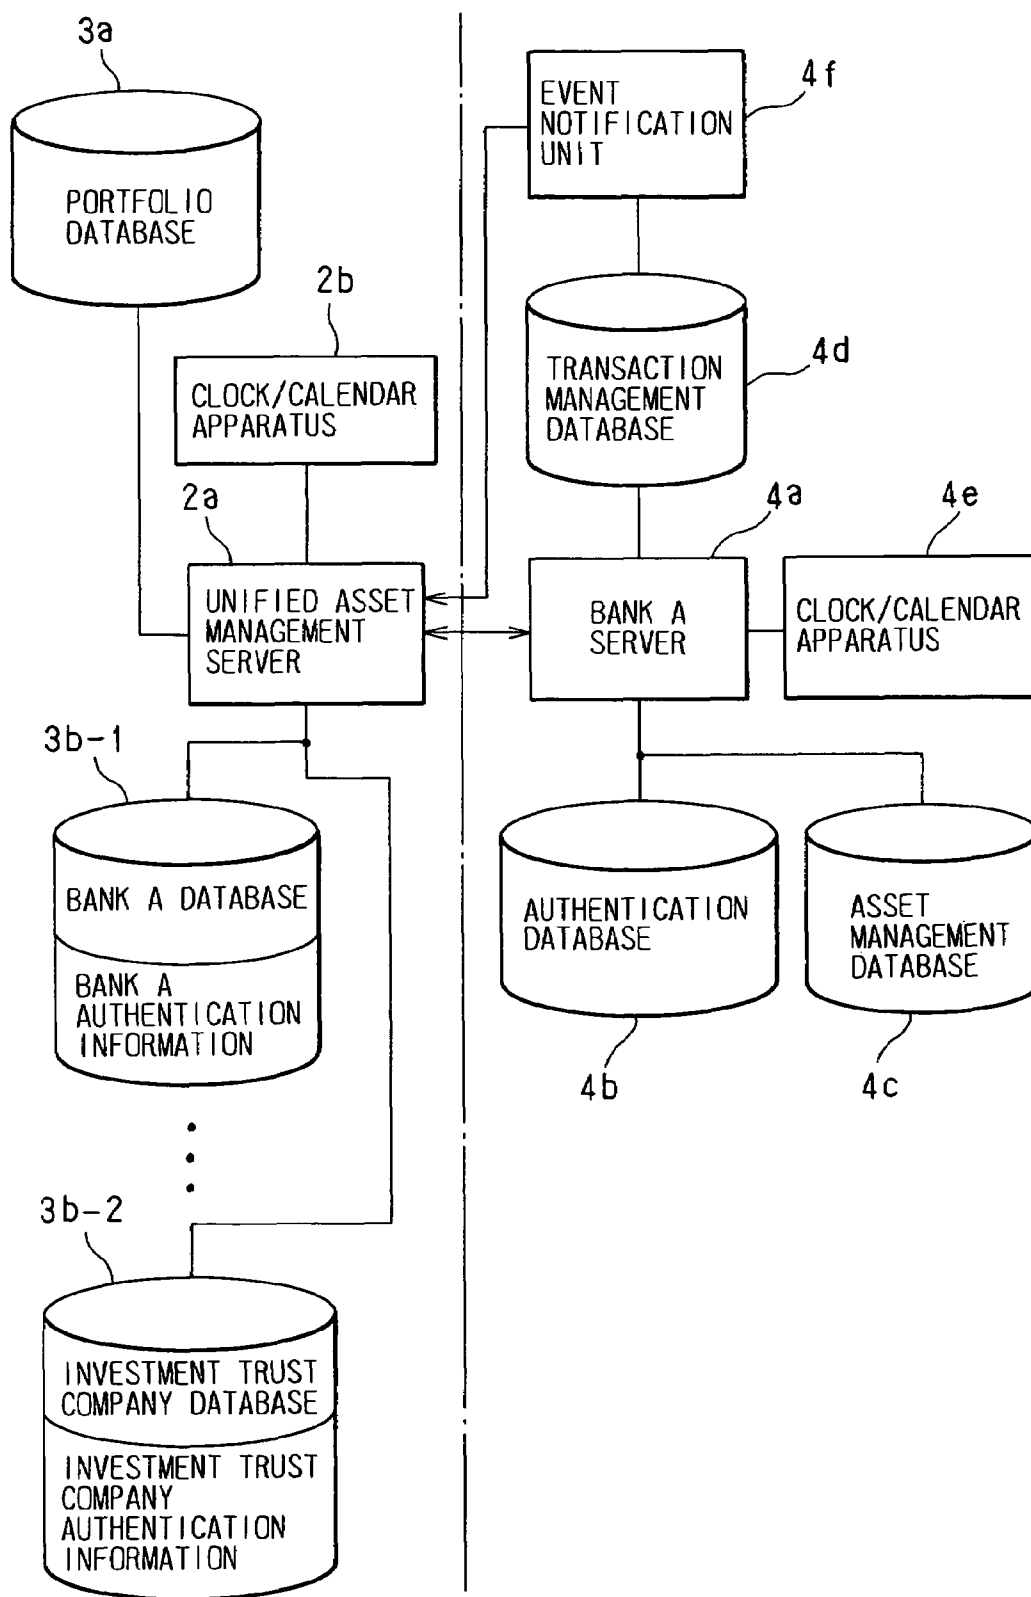 3a
PORTFOLIO
DATABASE
2b
CLOCK/CALENDAR
APPARATUS
2a
UNIFIED ASSET
MANAGEMENT
SERVER
3b-1
BANK A DATABASE
BANK A
AUTHENTICATION
INFORMATION
3b-2
INVESTMENT TRUST
COMPANY DATABASE
INVESTMENT TRUST
COMPANY
AUTHENTICATION
INFORMATION
4f
EVENT
NOTIFICATION
UNIT
4d
TRANSACTION
MANAGEMENT
DATABASE
4a
BANK A
SERVER
4e
CLOCK/CALENDAR
APPARATUS
AUTHENTICATION
DATABASE
4b
ASSET
MANAGEMENT
DATABASE
4c